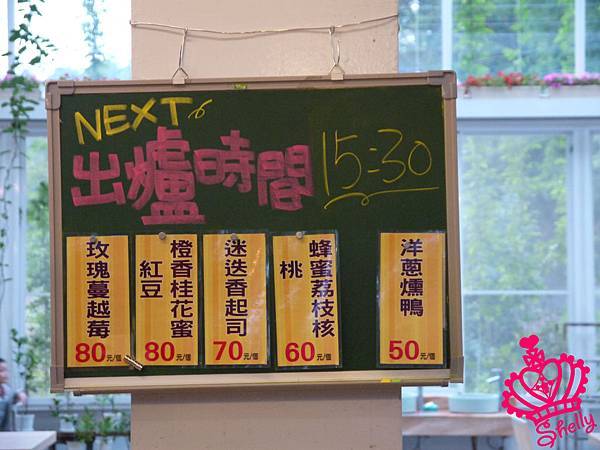 NEXT
出爐時間 15:30
玫瑰蔓越莓
80元/個
橙香桂花蜜
紅豆
80元/個
迷迭香起司
70元/個
蜂蜜荔枝核
桃
60元/個
洋蔥燻鴨
50元/個
Shelly